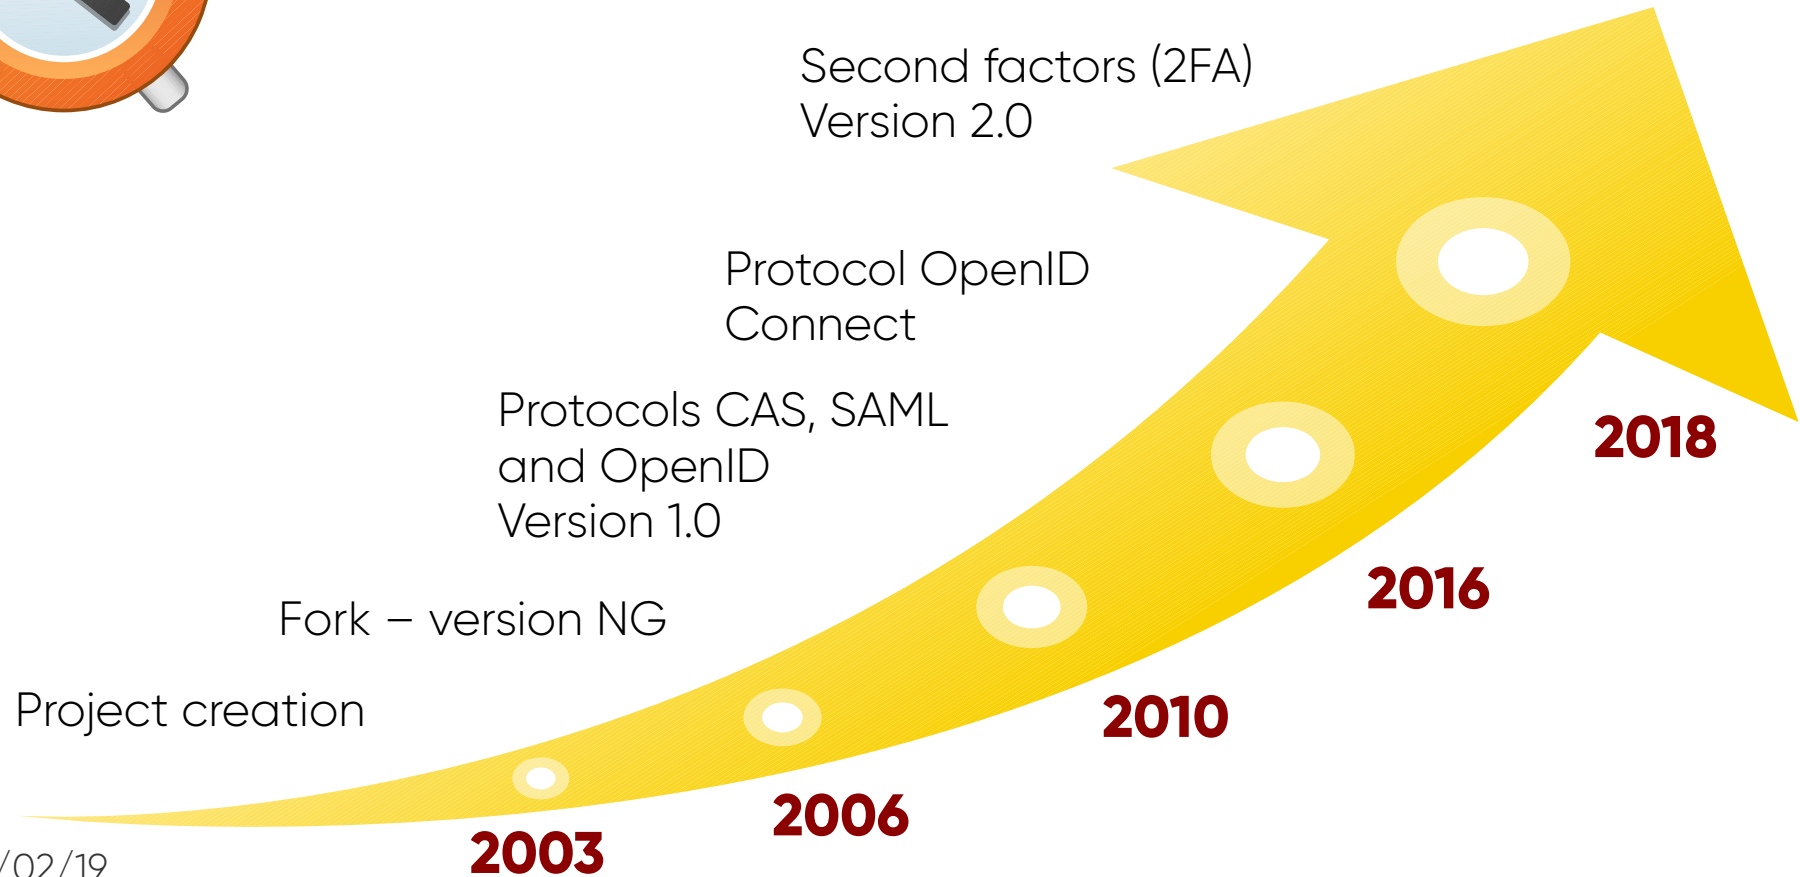 Second factors (2FA)
Version 2.0
Protocol OpenID
Connect
Protocols CAS, SAML
and OpenID
Version 1.0
Fork – version NG
Project creation
2018
2016
2010
2006
2003
/02/19